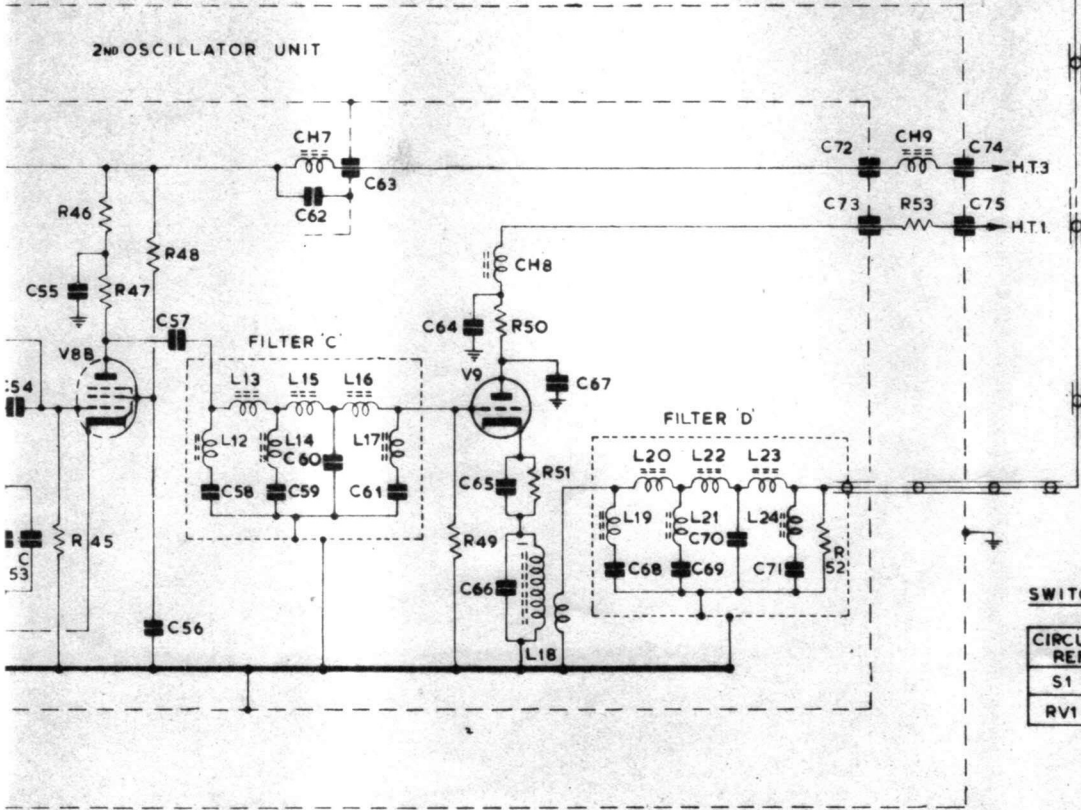 2ND OSCILLATOR UNIT
CH7
C63
C62
C72
CH9
C74
H.T.3
C73
R53
C75
H.T.1.
R46
R48
C55
R47
CH8
C57
C64
R50
V8B
FILTER 'C'
V9
C67
C54
L13
L15
L16
FILTER 'D'
L12
L14
C60
L17
L20
L22
L23
C58
C59
C61
C65
R51
L19
L21
C70
L24
R45
C
53
R49
C66
C68
C69
C71
R
52
C56
L18
SWITC
CIRCU
REF
S1
RV1